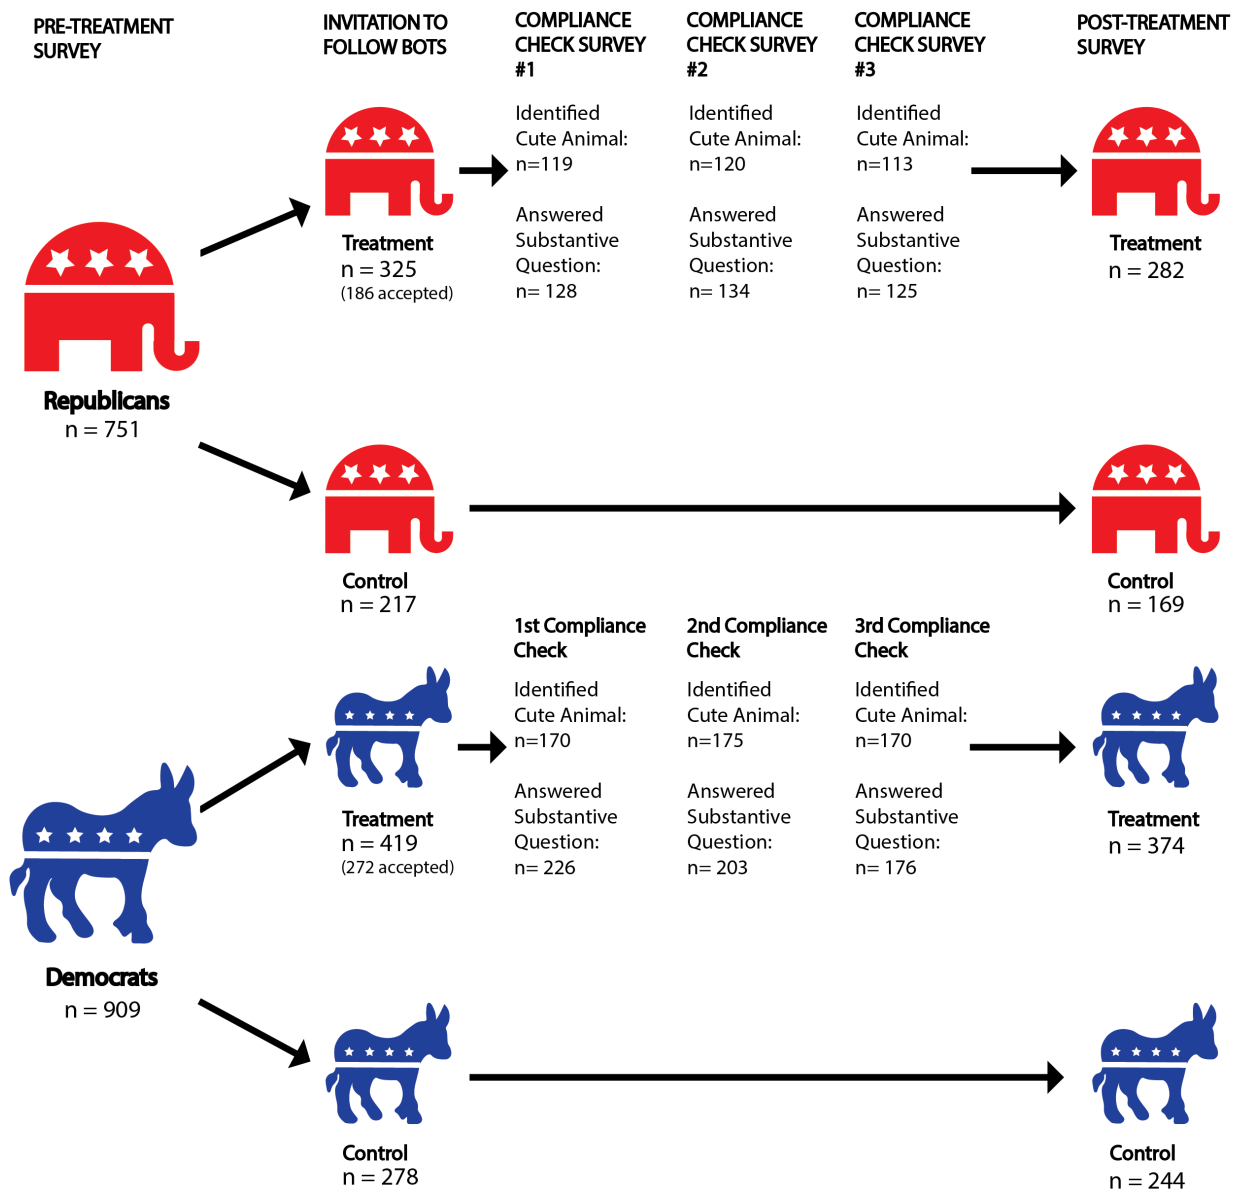 PRE-TREATMENT
SURVEY
INVITATION TO
FOLLOW BOTS
COMPLIANCE
CHECK SURVEY
#1
COMPLIANCE
CHECK SURVEY
#2
COMPLIANCE
CHECK SURVEY
#3
POST-TREATMENT
SURVEY
Republicans
n = 751
Treatment
n = 325
(186 accepted)
Identified
Cute Animal:
n=119
Answered
Substantive
Question:
n= 128
Identified
Cute Animal:
n=120
Answered
Substantive
Question:
n= 134
Identified
Cute Animal:
n=113
Answered
Substantive
Question:
n= 125
Treatment
n = 282
Control
n = 217
Control
n = 169
Democrats
n = 909
Treatment
n = 419
(272 accepted)
1st Compliance
Check
Identified
Cute Animal:
n=170
Answered
Substantive
Question:
n= 226
2nd Compliance
Check
Identified
Cute Animal:
n=175
Answered
Substantive
Question:
n= 203
3rd Compliance
Check
Identified
Cute Animal:
n=170
Answered
Substantive
Question:
n= 176
Treatment
n = 374
Control
n = 278
Control
n = 244